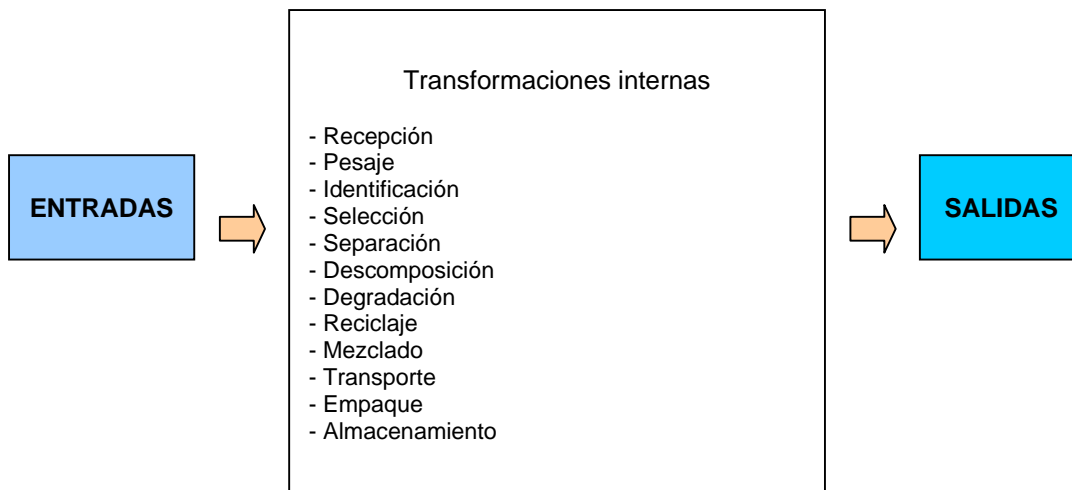 Transformaciones internas
- Recepción
- Pesaje
- Identificación
- Selección
- Separación
- Descomposición
- Degradación
- Reciclaje
- Mezclado
- Transporte
- Empaque
- Almacenamiento
ENTRADAS
SALIDAS